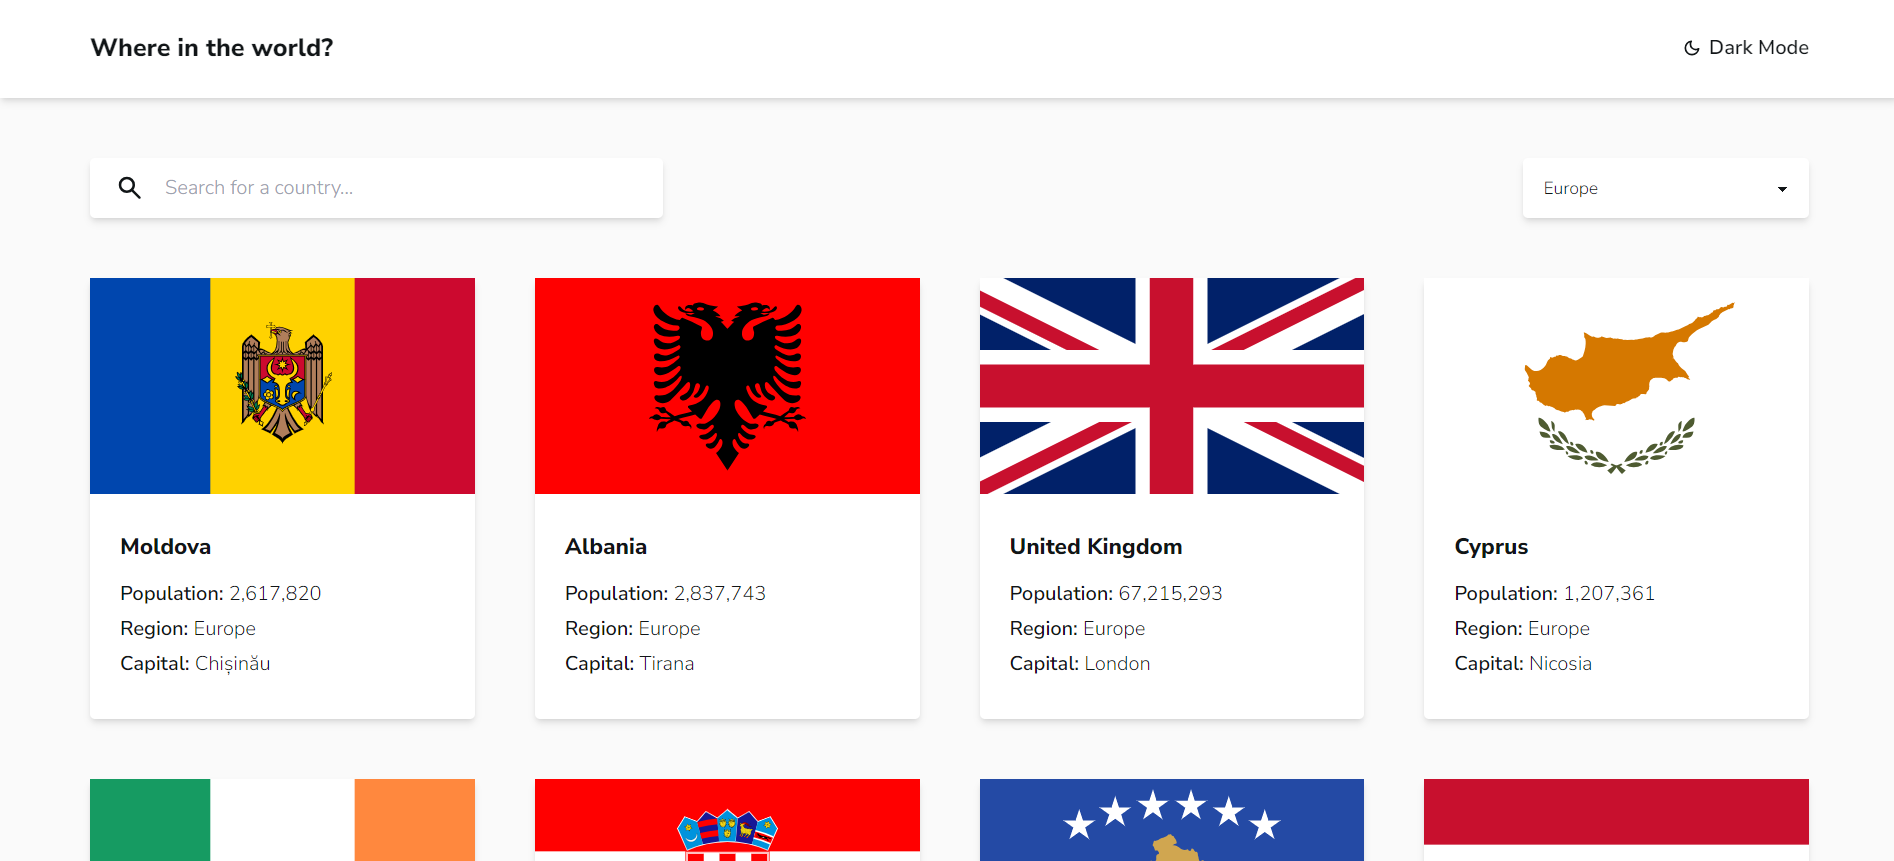 Where in the world?
Dark Mode
Search for a country...
Europe
Moldova
Population: 2,617,820
Region: Europe
Capital: Chișinău
Albania
Population: 2,837,743
Region: Europe
Capital: Tirana
United Kingdom
Population: 67,215,293
Region: Europe
Capital: London
Cyprus
Population: 1,207,361
Region: Europe
Capital: Nicosia